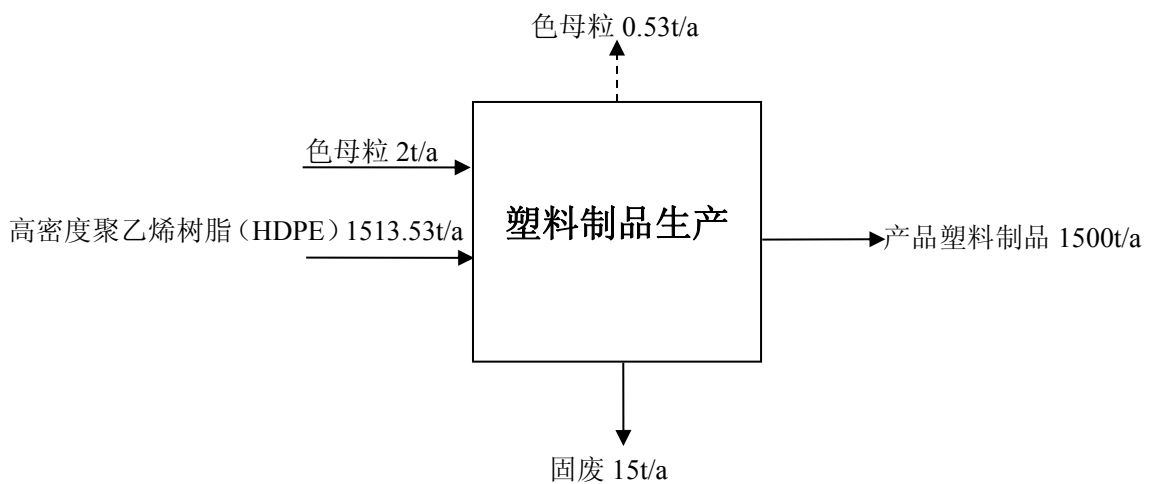 色母粒 0.53t/a
色母粒 2t/a
高密度聚乙烯树脂（HDPE）1513.53t/a
塑料制品生产
产品塑料制品 1500t/a
固废 15t/a